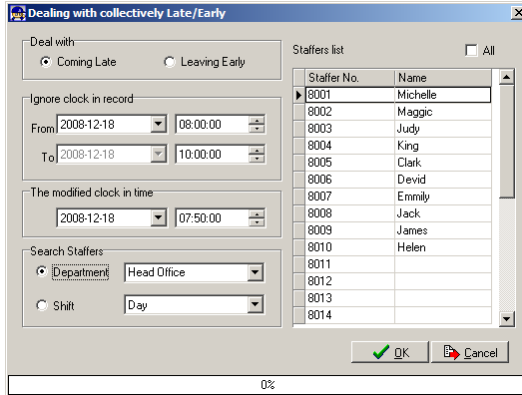 Dealing with collectively Late/Early
Deal with
Coming Late
Leaving Early
Ignore clock in record
From 2008-12-18 08:00:00
To 2008-12-18 10:00:00
The modified clock in time
2008-12-18 07:50:00
Search Staffers
Department Head Office
Shift Day
Staffers list
All
Staffer No. Name
8001 Michelle
8002 Maggic
8003 Judy
8004 King
8005 Clark
8006 Devid
8007 Emmily
8008 Jack
8009 James
8010 Helen
8011
8012
8013
8014
OK
Cancel
0%